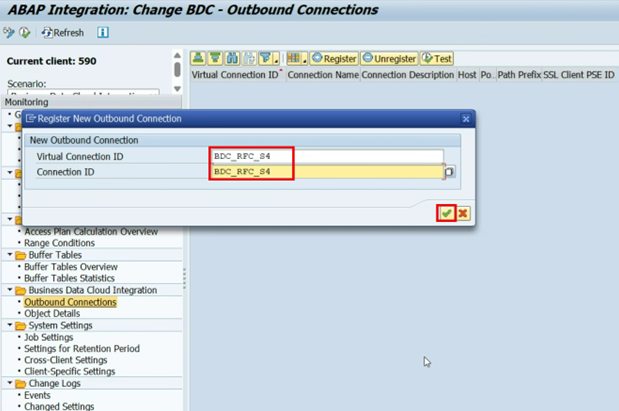 ABAP Integration: Change BDC - Outbound Connections
Refresh
Current client: 590
Scenario:
Register Unregister Test
Virtual Connection ID Connection Name Connection Description Host Po.. Path Prefix SSL Client PSE ID
Monitoring
Register New Outbound Connection
New Outbound Connection
Virtual Connection ID BDC_RFC_S4
Connection ID BDC_RFC_S4
Access Plan Calculation Overview
Range Conditions
Buffer Tables
Buffer Tables Overview
Buffer Tables Statistics
Business Data Cloud Integration
Outbound Connections
Object Details
System Settings
Job Settings
Settings for Retention Period
Cross-Client Settings
Client-Specific Settings
Change Logs
Events
Changed Settings